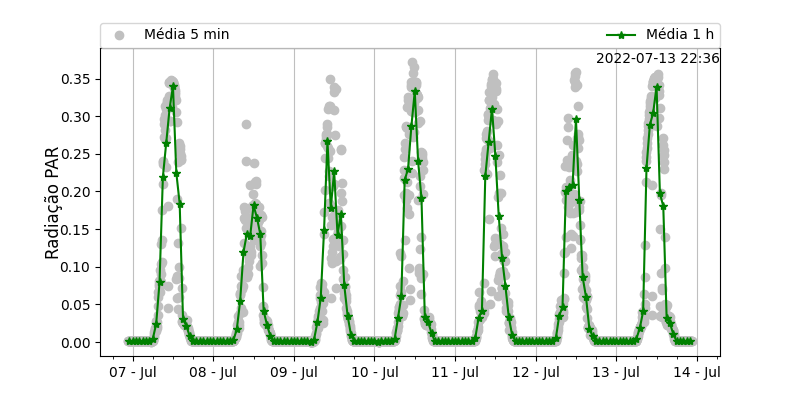 Média 5 min
Média 1 h
2022-07-13 22:36
Radiação PAR
0.35
0.30
0.25
0.20
0.15
0.10
0.05
0.00
07 - Jul
08 - Jul
09 - Jul
10 - Jul
11 - Jul
12 - Jul
13 - Jul
14 - Jul